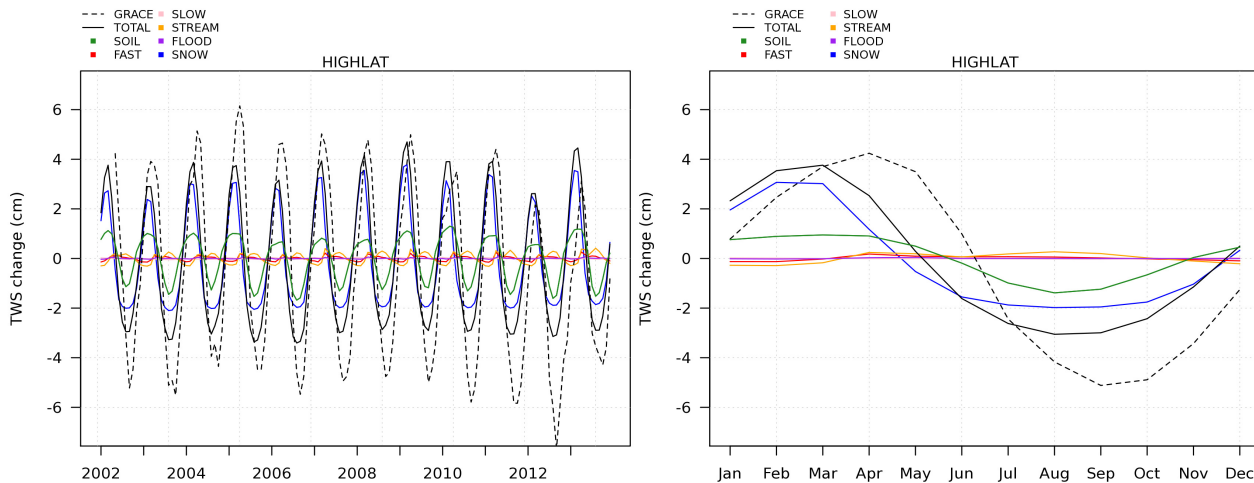 GRACE SLOW
TOTAL STREAM
SOIL FLOOD
FAST SNOW
HIGHLAT
TWS change (cm)
6
4
2
0
-2
-4
-6
2002 2004 2006 2008 2010 2012
GRACE SLOW
TOTAL STREAM
SOIL FLOOD
FAST SNOW
HIGHLAT
TWS change (cm)
6
4
2
0
-2
-4
-6
Jan Feb Mar Apr May Jun Jul Aug Sep Oct Nov Dec